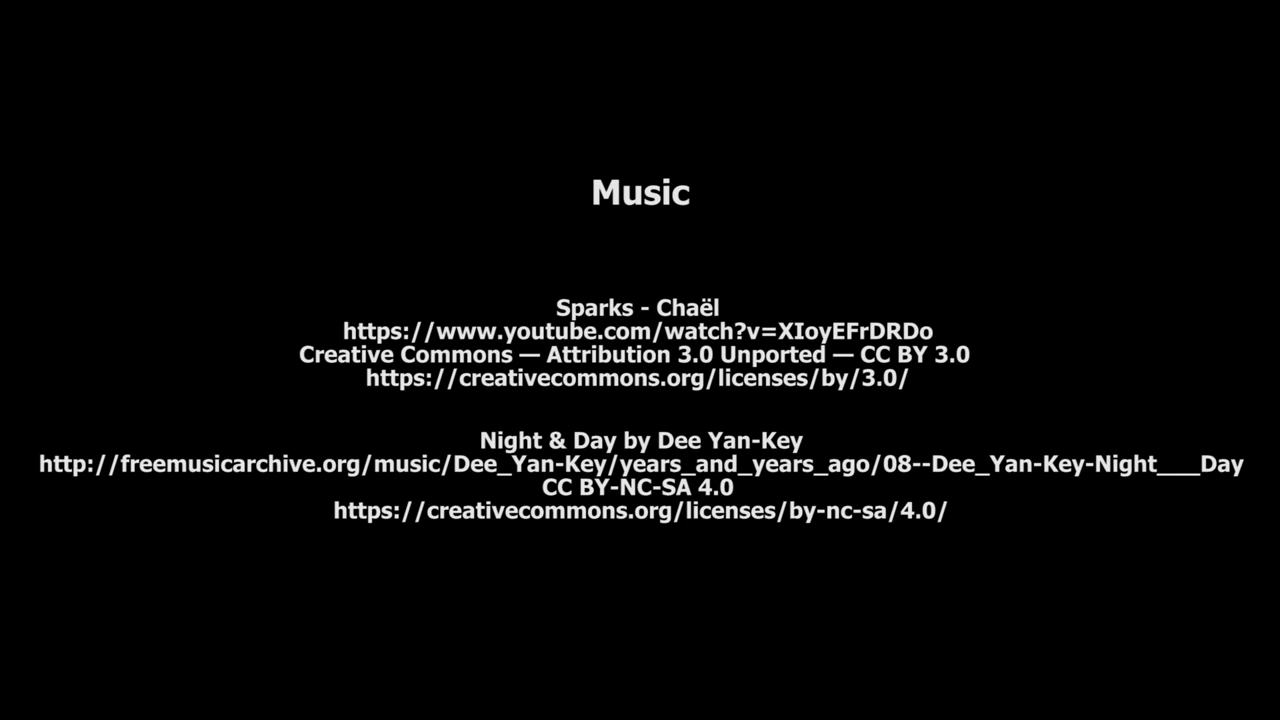 Music
Sparks - Chaël
https://www.youtube.com/watch?v=XIoyEFrDRDo
Creative Commons — Attribution 3.0 Unported — CC BY 3.0
https://creativecommons.org/licenses/by/3.0/
Night & Day by Dee Yan-Key
http://freemusicarchive.org/music/Dee_Yan-Key/years_and_years_ago/08--Dee_Yan-Key-Night___Day
CC BY-NC-SA 4.0
https://creativecommons.org/licenses/by-nc-sa/4.0/